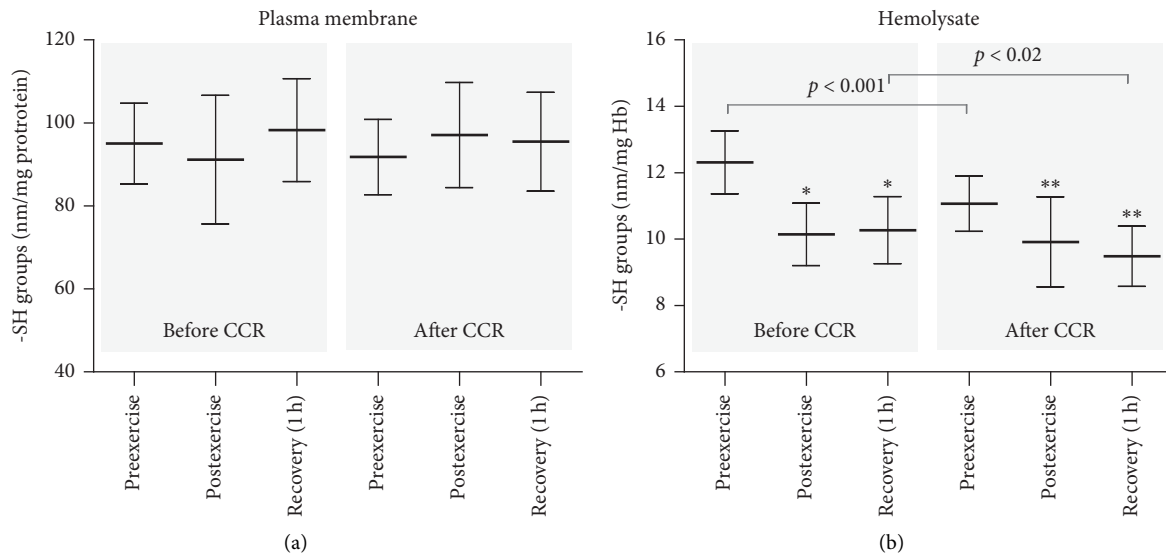 Plasma membrane
120
100
80
60
40
-SH groups (nm/mg protrotein)
Before CCR
After CCR
Preexercise
Postexercise
Recovery (1 h)
Preexercise
Postexercise
Recovery (1 h)
(a)
Hemolysate
16
14
12
10
8
6
-SH groups (nm/mg Hb)
p < 0.02
p < 0.001
*
*
**
**
Before CCR
After CCR
Preexercise
Postexercise
Recovery (1 h)
Preexercise
Postexercise
Recovery (1 h)
(b)